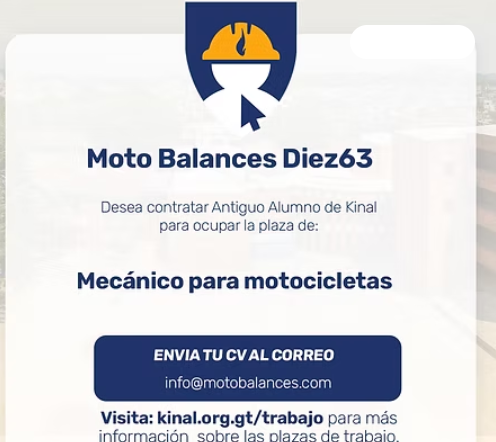 Moto Balances Diez63
Desea contratar Antiguo Alumno de Kinal
para ocupar la plaza de:
Mecánico para motocicletas
ENVIA TU CV AL CORREO
info@motobalances.com
Visita: kinal.org.gt/trabajo para más
información sobre las plazas de trabajo.